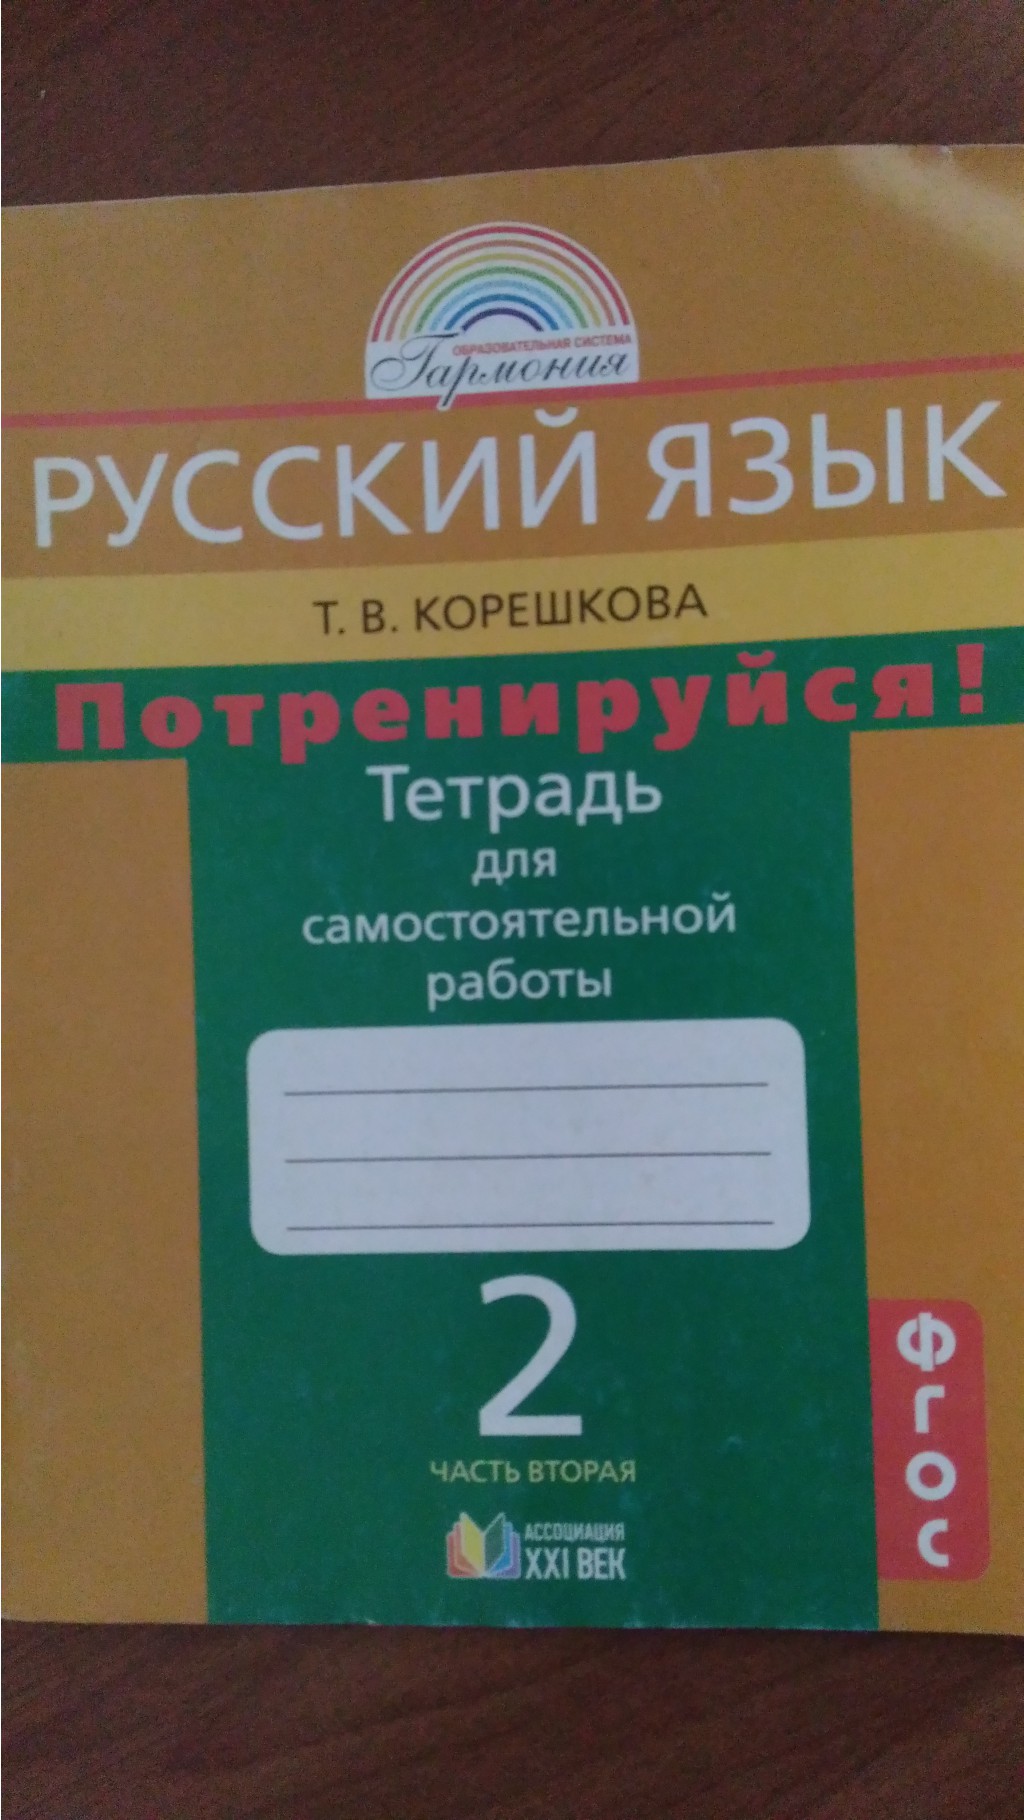 ОБРАЗОВАТЕЛЬНАЯ СИСТЕМА
Гармония
РУССКИЙ ЯЗЫК
Т. В. КОРЕШКОВА
Потренируйся!
Тетрадь
для
самостоятельной
работы
2
ЧАСТЬ ВТОРАЯ
АССОЦИАЦИЯ
XXI ВЕК
ФГОС